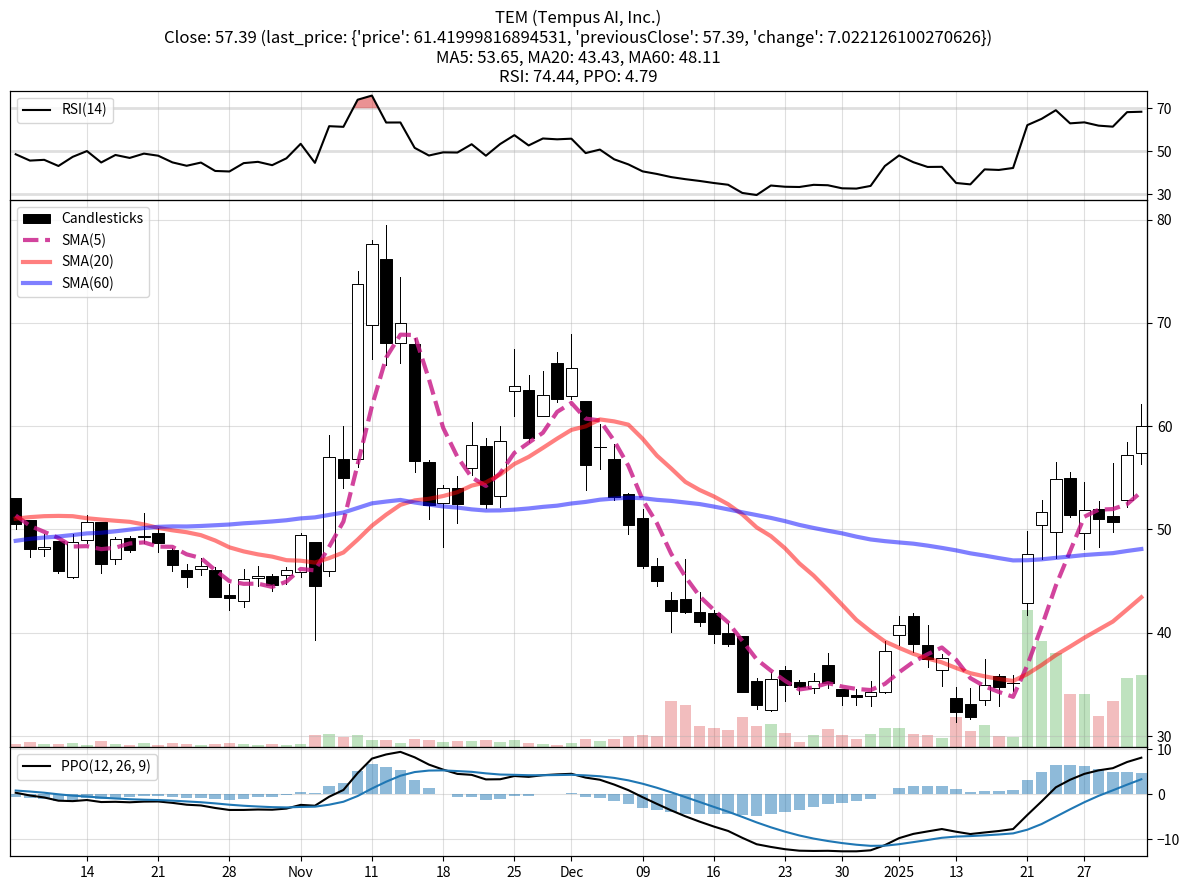 TEM (Tempus AI, Inc.)
Close: 57.39 (last_price: {'price': 61.41999816894531, 'previousClose': 57.39, 'change': 7.022126100270626})
MA5: 53.65, MA20: 43.43, MA60: 48.11
RSI: 74.44, PPO: 4.79
RSI(14)
70
50
30
Candlesticks
SMA(5)
SMA(20)
SMA(60)
80
70
60
50
40
30
PPO(12, 26, 9)
10
0
−10
14 21 28 Nov 11 18 25 Dec 09 16 23 30 2025 13 21 27